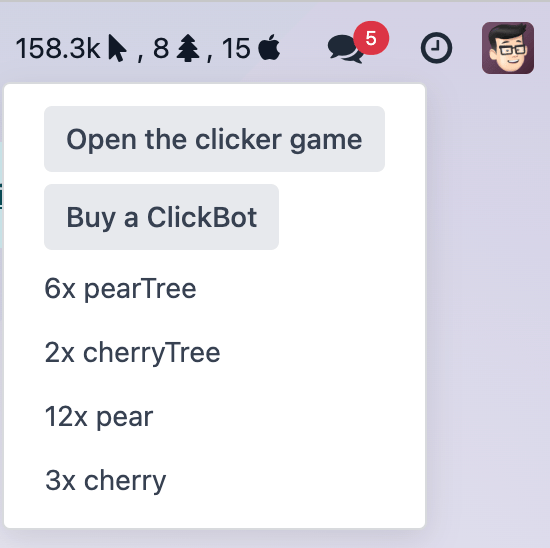 158.3k , 8 , 15 5
Open the clicker game
Buy a ClickBot
6x pearTree
2x cherryTree
12x pear
3x cherry